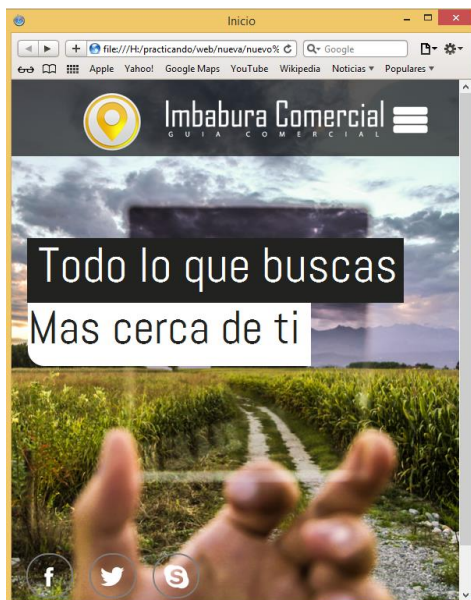 Inicio
file:///H:/practicando/web/nueva/nuevo%
Google
Apple Yahoo! Google Maps YouTube Wikipedia Noticias Populares
Imbabura Comercial
GUIA COMERCIAL
Todo lo que buscas
Mas cerca de ti